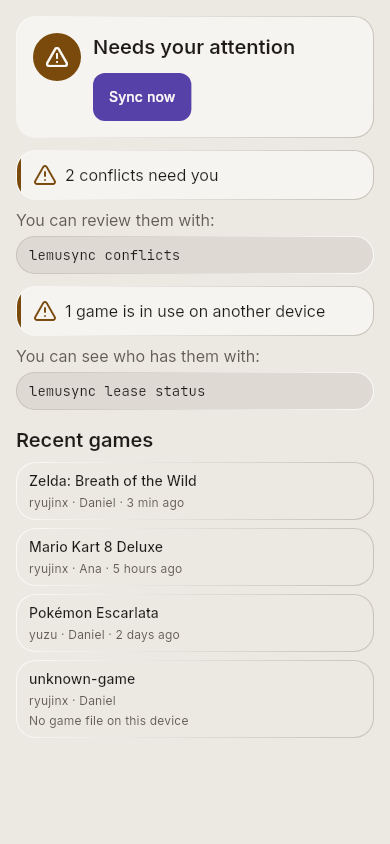 Needs your attention
Sync now
2 conflicts need you
You can review them with:
lemusync conflicts
1 game is in use on another device
You can see who has them with:
lemusync lease status
Recent games
Zelda: Breath of the Wild
ryujinx · Daniel · 3 min ago
Mario Kart 8 Deluxe
ryujinx · Ana · 5 hours ago
Pokémon Escarlata
yuzu · Daniel · 2 days ago
unknown-game
ryujinx · Daniel
No game file on this device